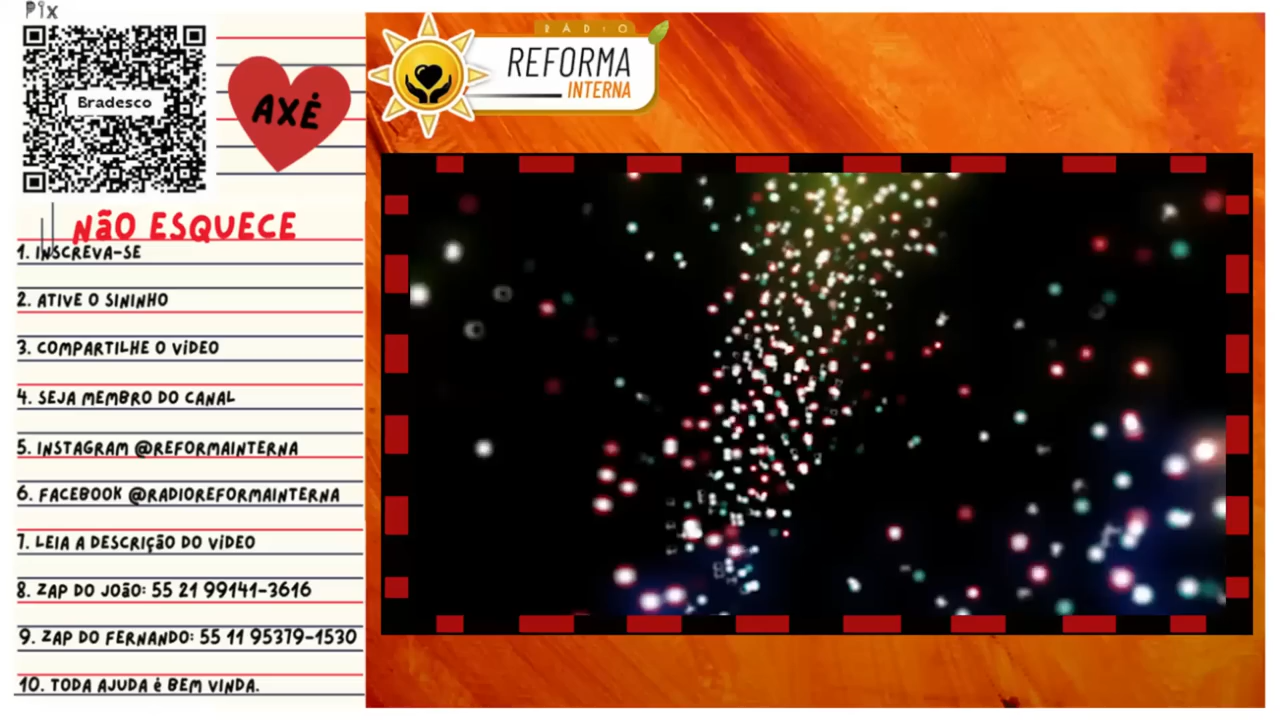 Pix
Bradesco
AXÉ
NãO ESQUECE
1. INSCREVA-SE
2. ATIVE O SININHO
3. COMPARTILHE O VíDEO
4. SEJA MEMBRO DO CANAL
5. INSTAGRAM @REFORMAINTERNA
6. FACEBOOK @RADIOREFORMAINTERNA
7. LEIA A DESCRIÇãO DO VíDEO
8. ZAP DO JOãO: 55 21 99141-3616
9. ZAP DO FERNANDO: 55 11 95379-1530
10. TODA AJUDA é BEM VINDA.
RÁDIO
REFORMA
INTERNA